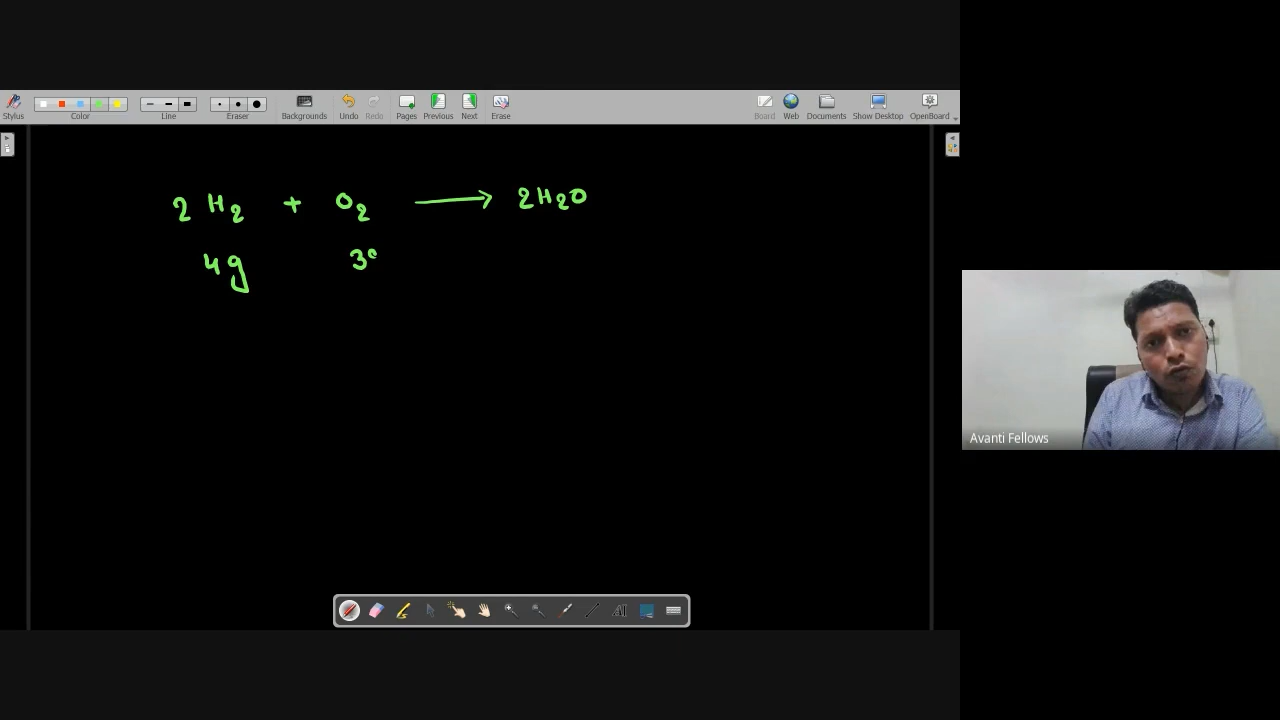 Stylus Color Line Eraser Backgrounds Undo Redo Pages Previous Next Erase Board Web Documents Show Desktop OpenBoard
2 H2 + O2 → 2H2O
4g
Avanti Fellows
AI